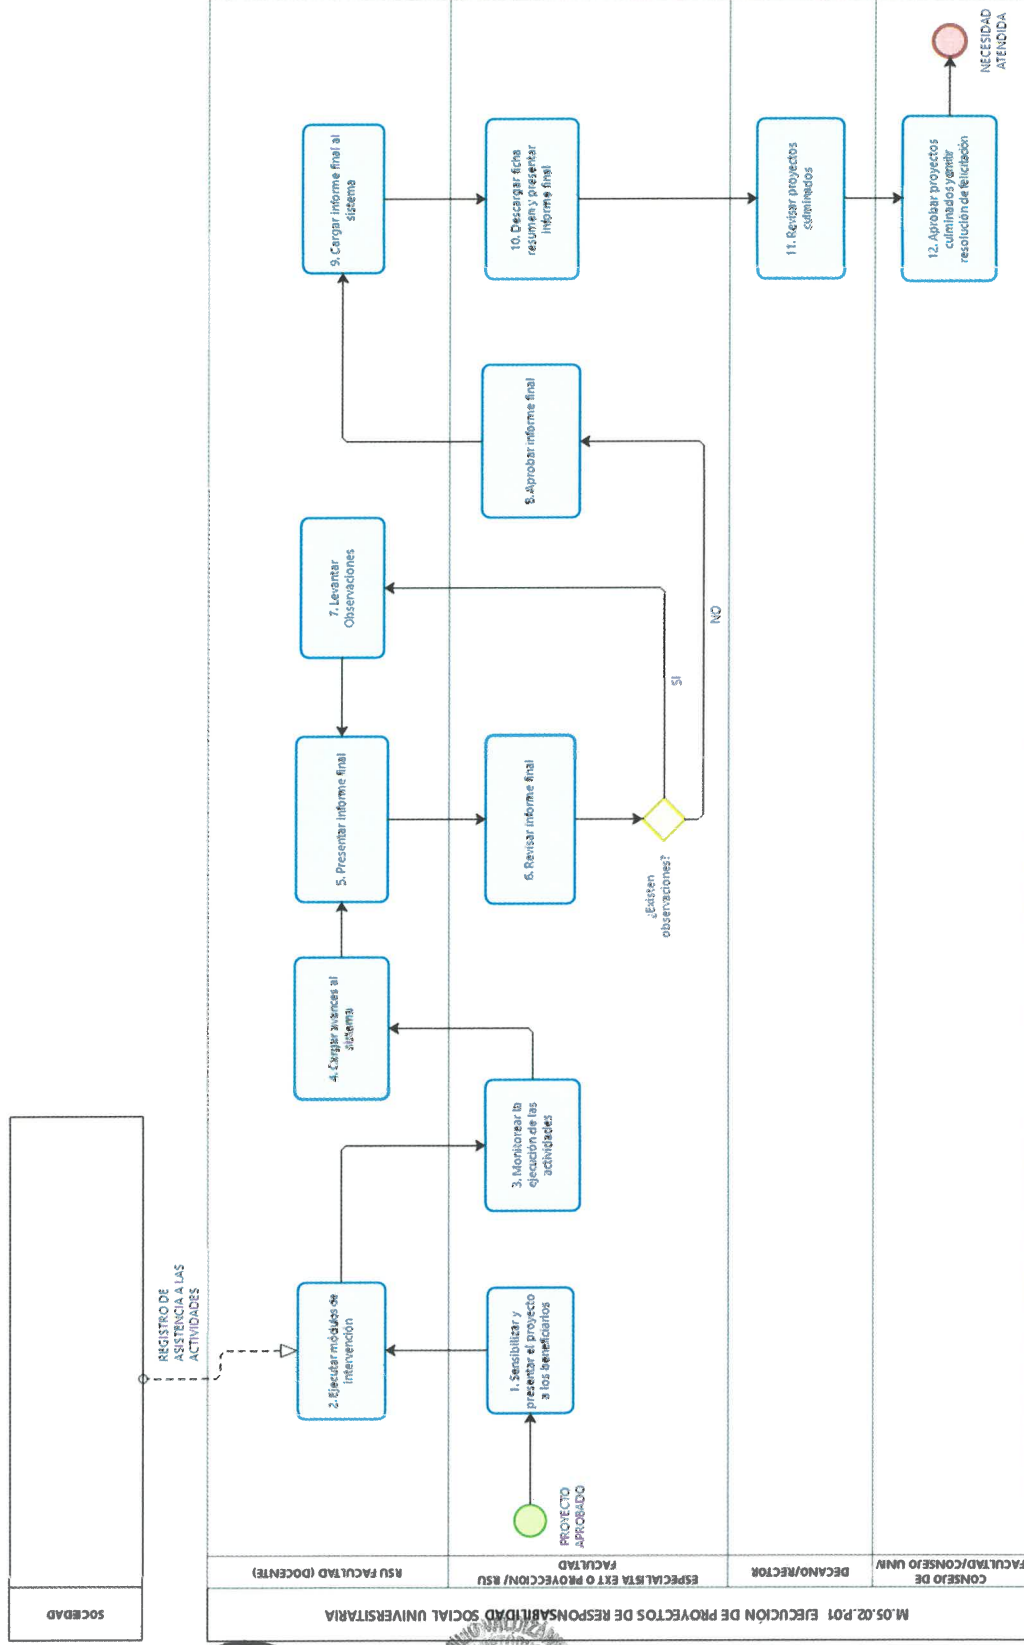 SOCIEDAD
REGISTRO DE
ASISTENCIA A LAS
ACTIVIDADES
M.05.02.P.01 EJECUCIÓN DE PROYECTOS DE RESPONSABILIDAD SOCIAL UNIVERSITARIA
RSU FACULTAD (DOCENTE)
ESPECIALISTA EXT O PROYECCION/ RSU
FACULTAD
DECANO/RECTOR
CONSEJO DE
FACULTAD/CONSEJO UNIV
PROYECTO
APROBADO
1. Sensibilizar y
presentar el proyecto
a los beneficiarios
2. Ejecutar módulos de
intervención
3. Monitorear la
ejecución de las
actividades
4. Cargar avances al
sistema
5. Presentar informe final
6. Revisar informe final
¿Existen
observaciones?
SI
NO
7. Levantar
Observaciones
8. Aprobar informe final
9. Cargar informe final al
sistema
10. Descargar ficha
resumen y presentar
informe final
11. Revisar proyectos
culminados
12. Aprobar proyectos
culminados y emitir
resolución de felicitación
NECESIDAD
ATENDIDA